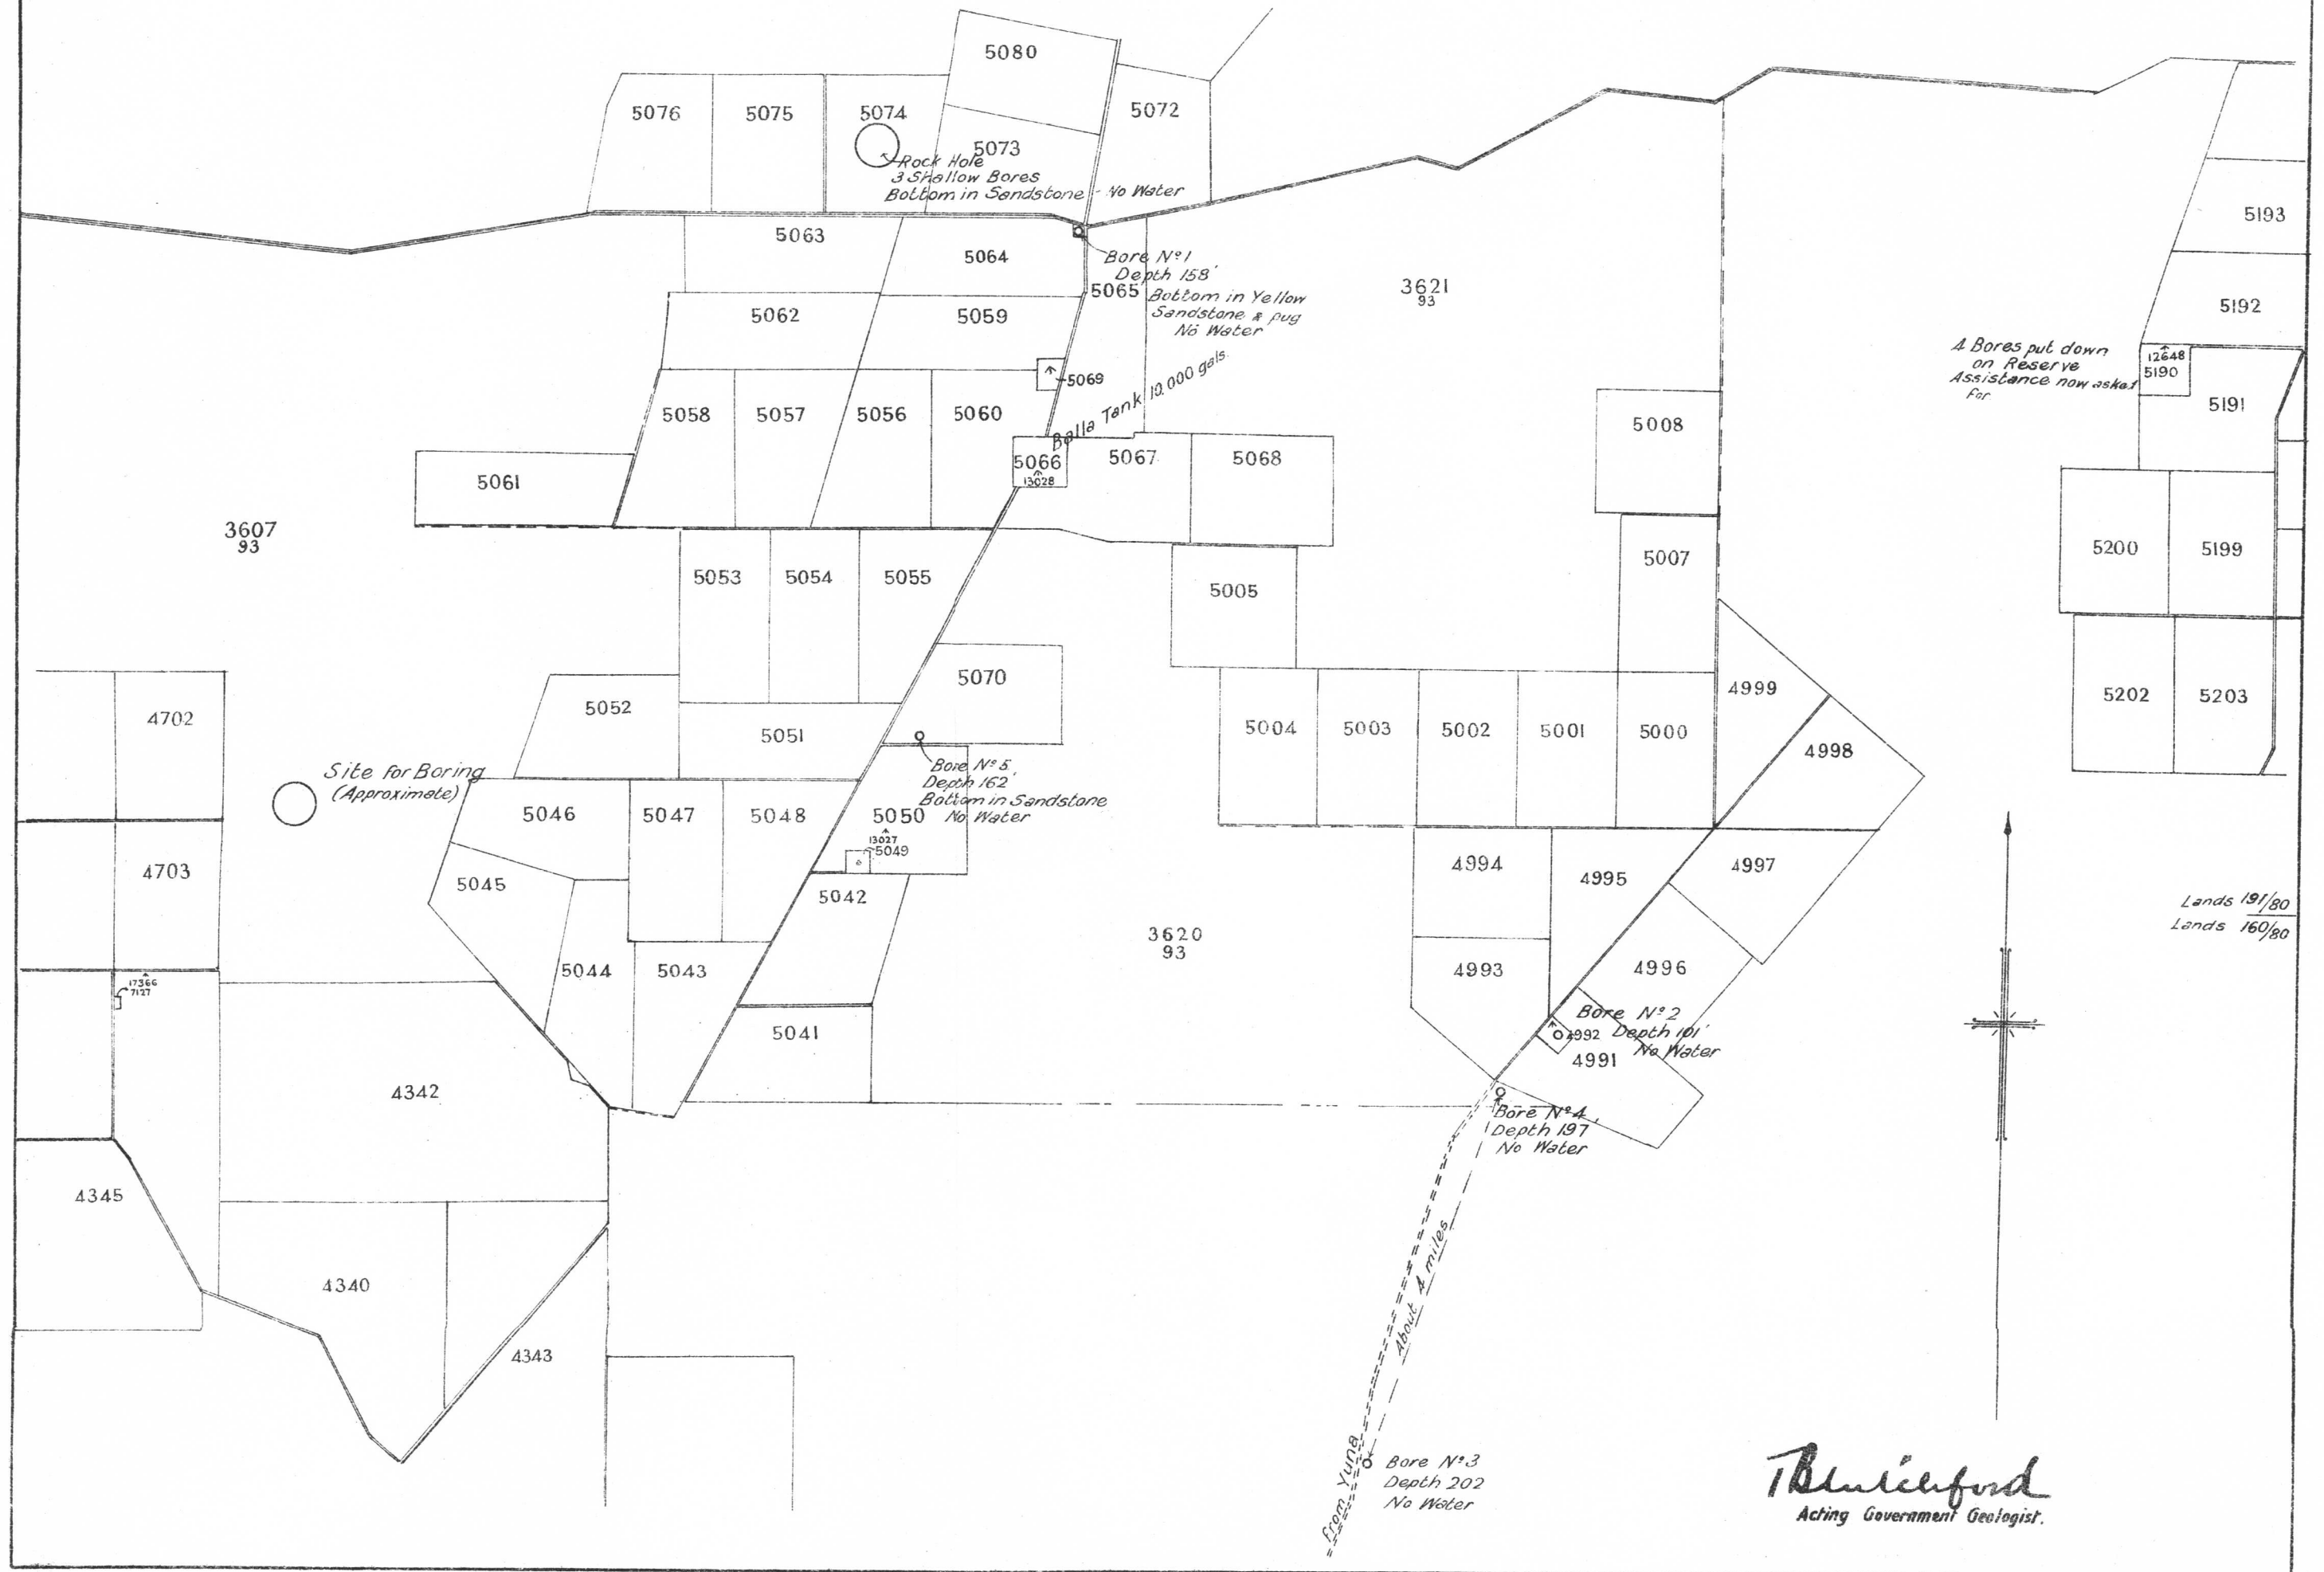 5080
5076
5075
5074
5072
5073
Rock Hole
3 Shallow Bores
Bottom in Sandstone - No Water
5193
5063
5064
Bore Nº1
Depth 158'
5065
Bottom in Yellow
Sandstone & pug
No Water
3621
93
5192
5062
5059
5069
Balla Tank 10,000 gals.
4 Bores put down
on Reserve
Assistance now asked
for
12648
5190
5191
5058
5057
5056
5060
5008
5061
5066
13028
5067
5068
3607
93
5053
5054
5055
5005
5007
5200
5199
5070
4702
5052
5051
5004
5003
5002
5001
5000
4999
4998
5202
5203
Site for Boring
(Approximate)
Bore Nº5
Depth 162'
Bottom in Sandstone
No Water
5046
5047
5048
5050
13027
5049
4703
5045
5042
4994
4995
4997
Lands 191/80
Lands 160/80
3620
93
5044
5043
4993
4996
17366
7127
5041
Bore Nº2
4992 Depth 101'
No Water
4991
4342
Bore Nº4
Depth 197'
No Water
4345
4340
4343
About 4 miles
from Yuna
Bore Nº3
Depth 202
No Water
T Blatchford
Acting Government Geologist.